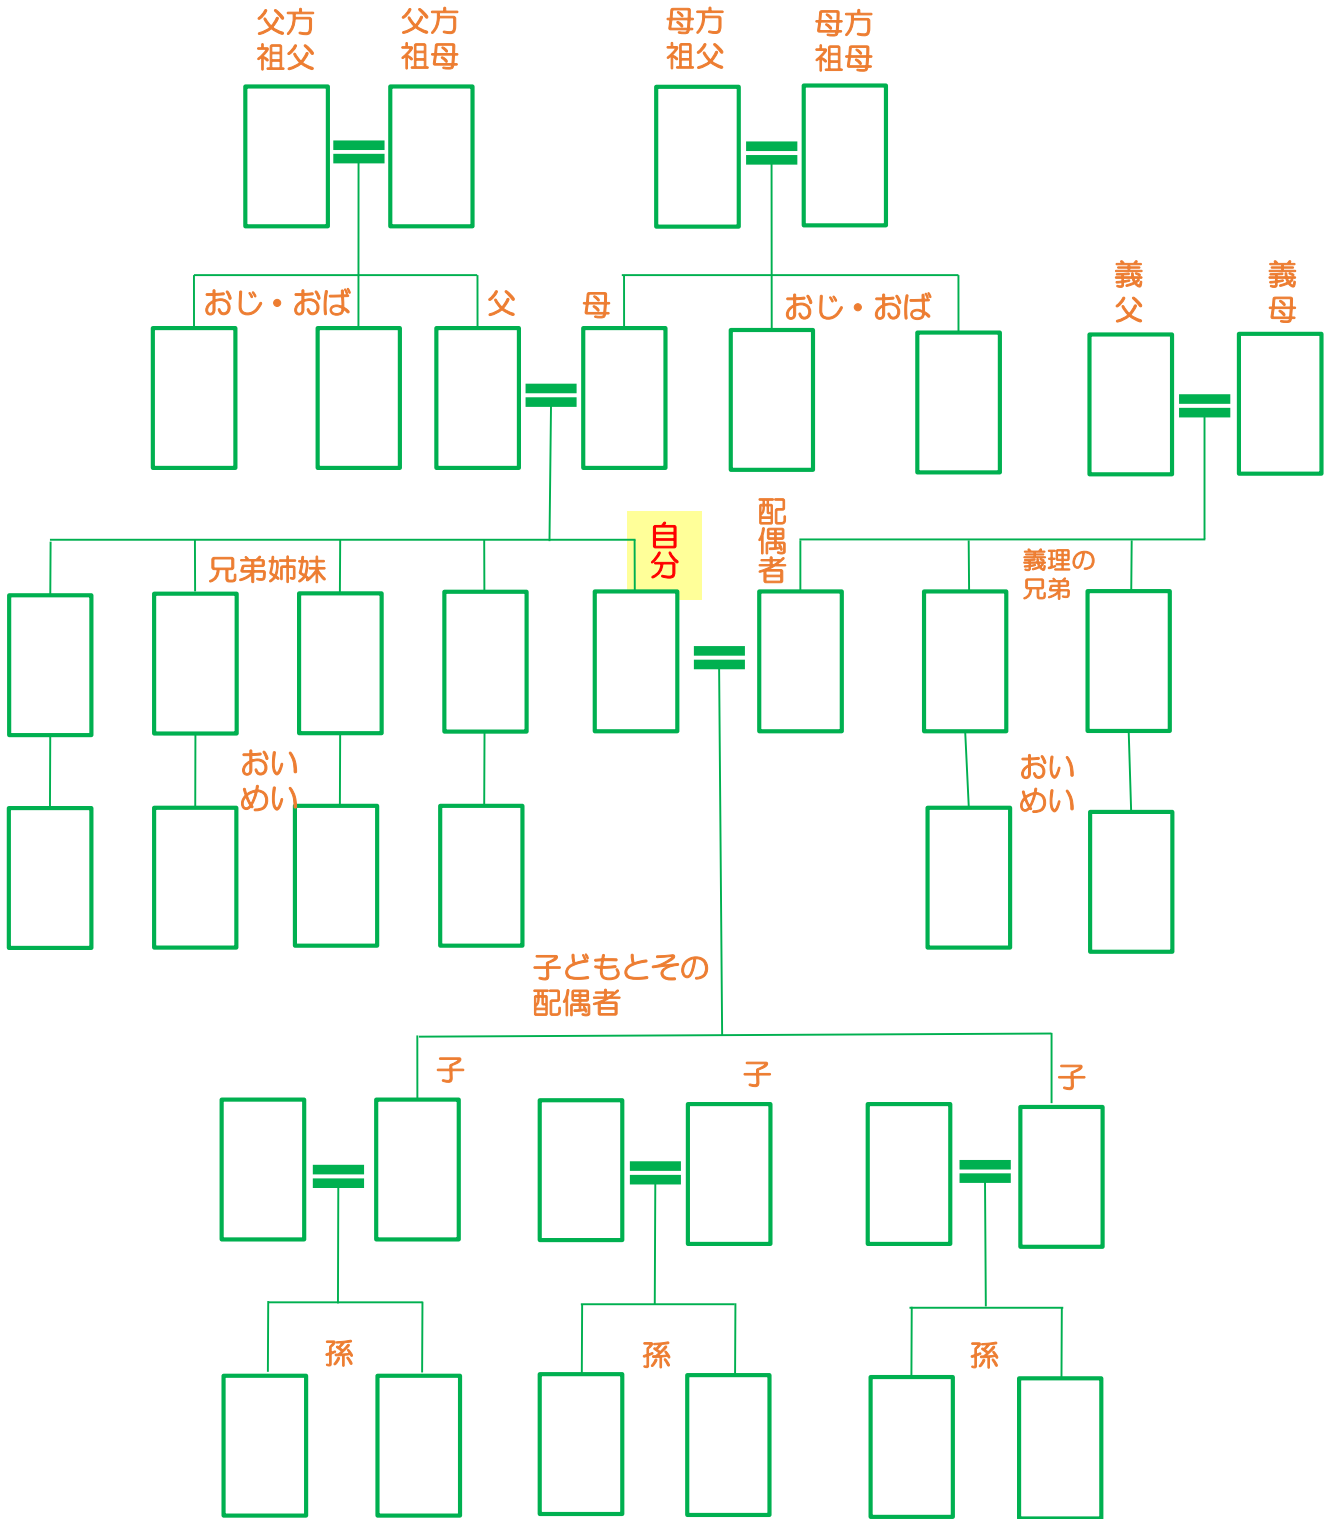 父方
祖父
父方
祖母
母方
祖父
母方
祖母
義
父
義
母
おじ・おば
父
母
おじ・おば
自
分
配
偶
者
兄弟姉妹
義理の
兄弟
おい
めい
おい
めい
子どもとその
配偶者
子
子
子
孫
孫
孫